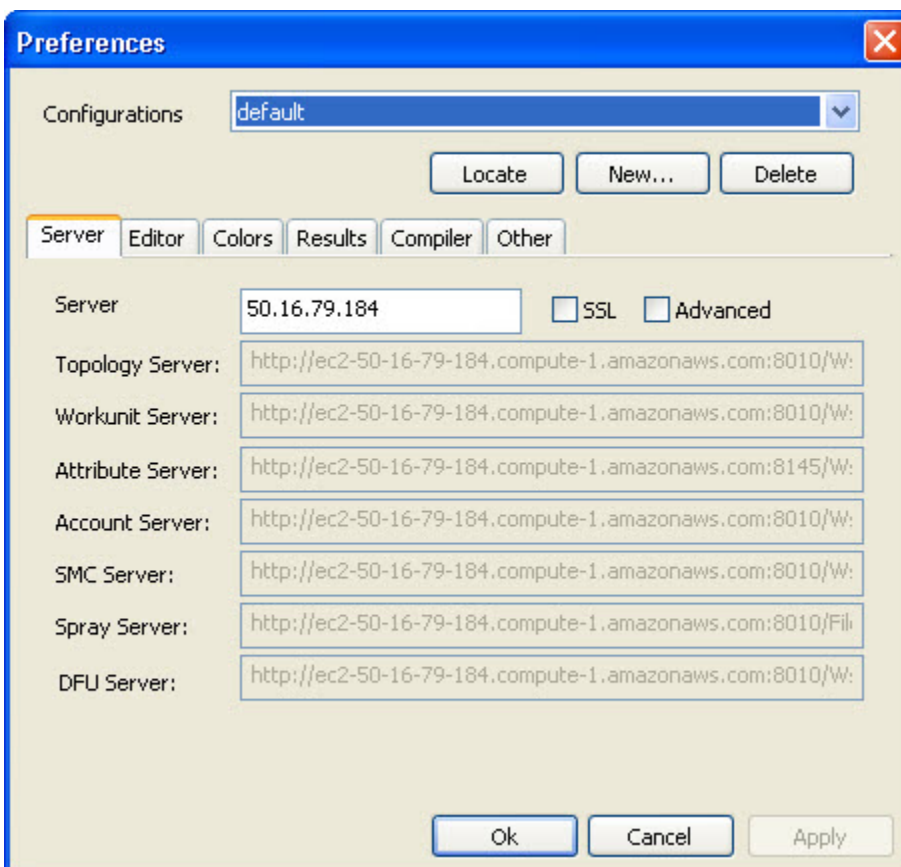 Preferences
Configurations default
Locate New... Delete
Server Editor Colors Results Compiler Other
Server 50.16.79.184 SSL Advanced
Topology Server: http://ec2-50-16-79-184.compute-1.amazonaws.com:8010/W
Workunit Server: http://ec2-50-16-79-184.compute-1.amazonaws.com:8010/W
Attribute Server: http://ec2-50-16-79-184.compute-1.amazonaws.com:8145/W
Account Server: http://ec2-50-16-79-184.compute-1.amazonaws.com:8010/W
SMC Server: http://ec2-50-16-79-184.compute-1.amazonaws.com:8010/W
Spray Server: http://ec2-50-16-79-184.compute-1.amazonaws.com:8010/Fil
DFU Server: http://ec2-50-16-79-184.compute-1.amazonaws.com:8010/W
Ok Cancel Apply